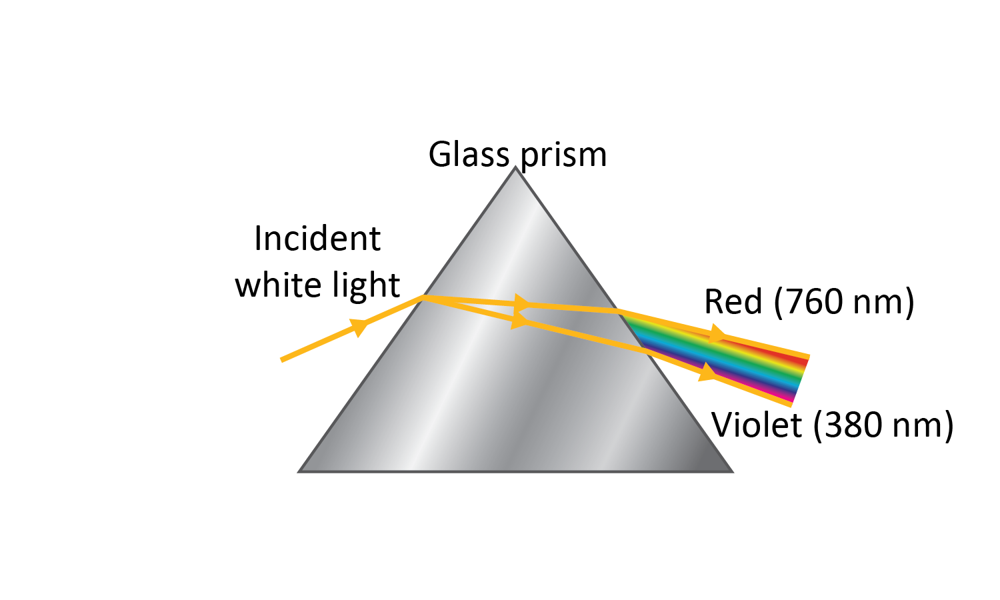 Glass prism
Incident
white light
Red (760 nm)
Violet (380 nm)